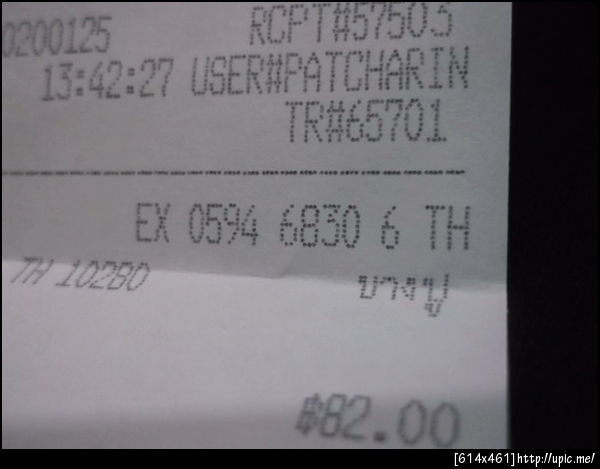 0200125 RCPT#57503
13:42:27 USER#PATCHARIN
TR#65701
EX 0594 6830 6 TH
TH 10280 บางปู
฿82.00
[614x461]http://upic.me/